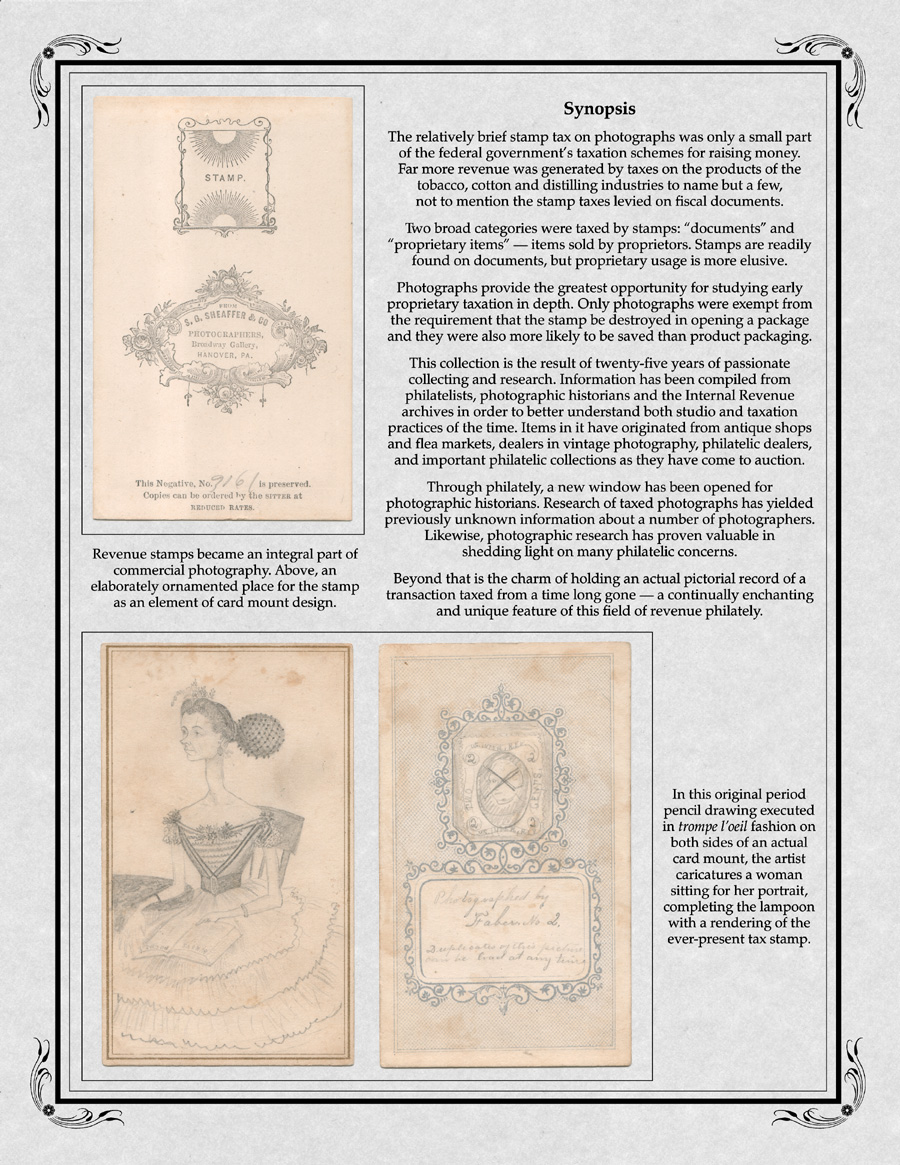 STAMP.
FROM
S. G. SHEAFFER & CO
PHOTOGRAPHERS,
Broadway Gallery,
HANOVER, PA.
This Negative, No. 9161 is preserved.
Copies can be ordered by the SITTER at
REDUCED RATES.
Revenue stamps became an integral part of
commercial photography. Above, an
elaborately ornamented place for the stamp
as an element of card mount design.
Synopsis
The relatively brief stamp tax on photographs was only a small part
of the federal government's taxation schemes for raising money.
Far more revenue was generated by taxes on the products of the
tobacco, cotton and distilling industries to name but a few,
not to mention the stamp taxes levied on fiscal documents.
Two broad categories were taxed by stamps: “documents” and
“proprietary items” — items sold by proprietors. Stamps are readily
found on documents, but proprietary usage is more elusive.
Photographs provide the greatest opportunity for studying early
proprietary taxation in depth. Only photographs were exempt from
the requirement that the stamp be destroyed in opening a package
and they were also more likely to be saved than product packaging.
This collection is the result of twenty-five years of passionate
collecting and research. Information has been compiled from
philatelists, photographic historians and the Internal Revenue
archives in order to better understand both studio and taxation
practices of the time. Items in it have originated from antique shops
and flea markets, dealers in vintage photography, philatelic dealers,
and important philatelic collections as they have come to auction.
Through philately, a new window has been opened for
photographic historians. Research of taxed photographs has yielded
previously unknown information about a number of photographers.
Likewise, photographic research has proven valuable in
shedding light on many philatelic concerns.
Beyond that is the charm of holding an actual pictorial record of a
transaction taxed from a time long gone — a continually enchanting
and unique feature of this field of revenue philately.
2 2
CENTS
2 2
Photographed by
Faber No. 2.
Duplicates of this picture
can be had at any time
In this original period
pencil drawing executed
in trompe l'oeil fashion on
both sides of an actual
card mount, the artist
caricatures a woman
sitting for her portrait,
completing the lampoon
with a rendering of the
ever-present tax stamp.